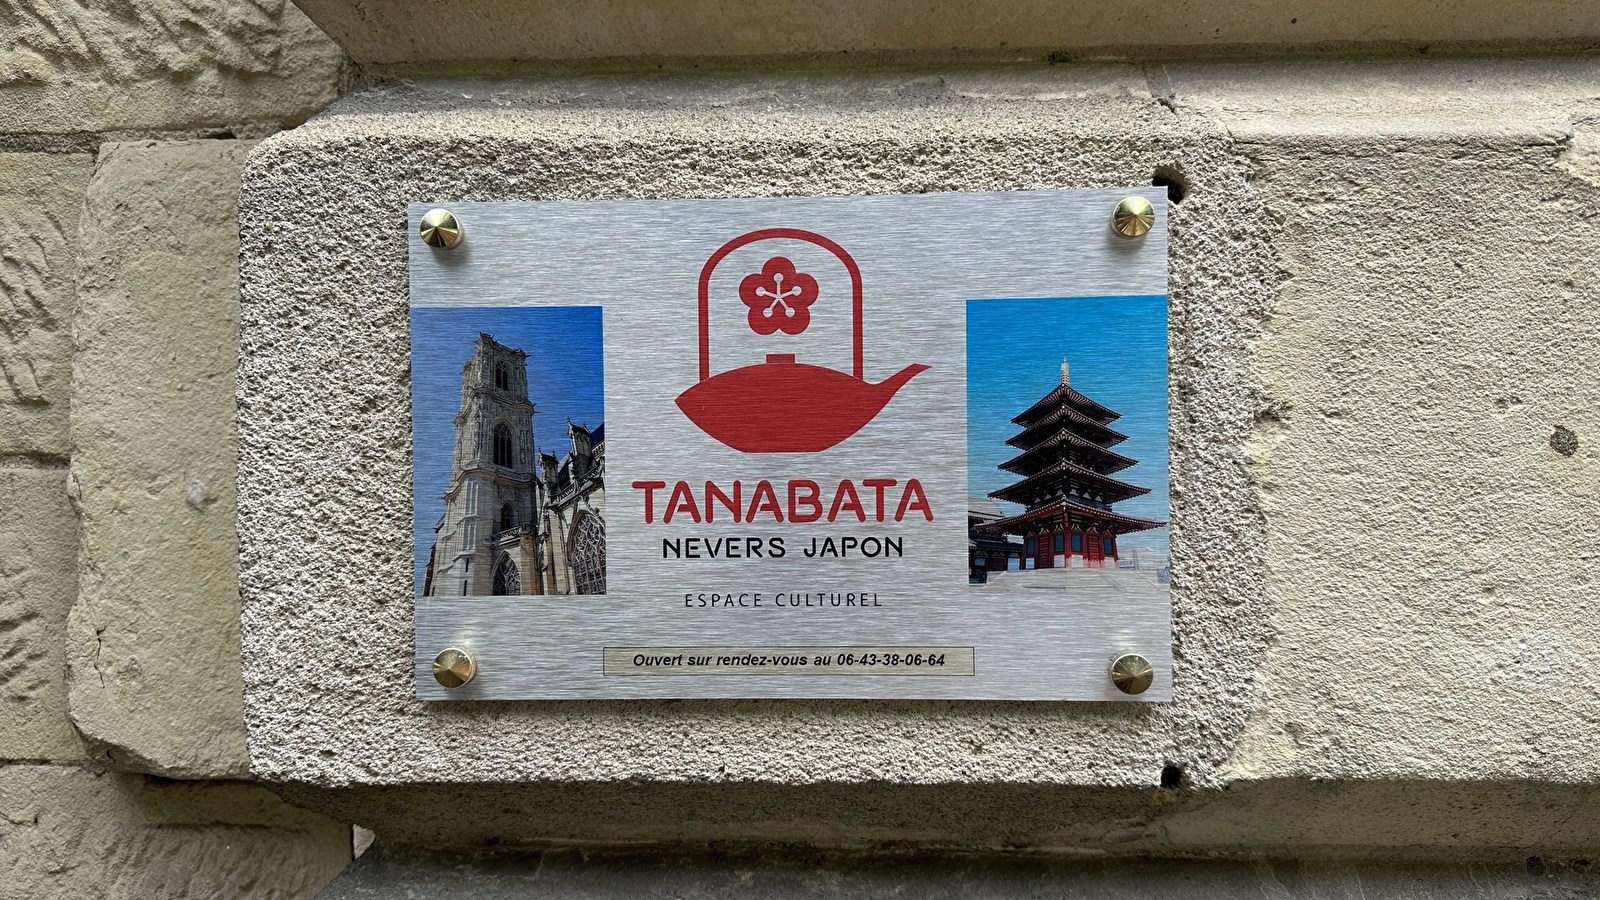 TANABATA
NEVERS JAPON
ESPACE CULTUREL
Ouvert sur rendez-vous au 06-43-38-06-64